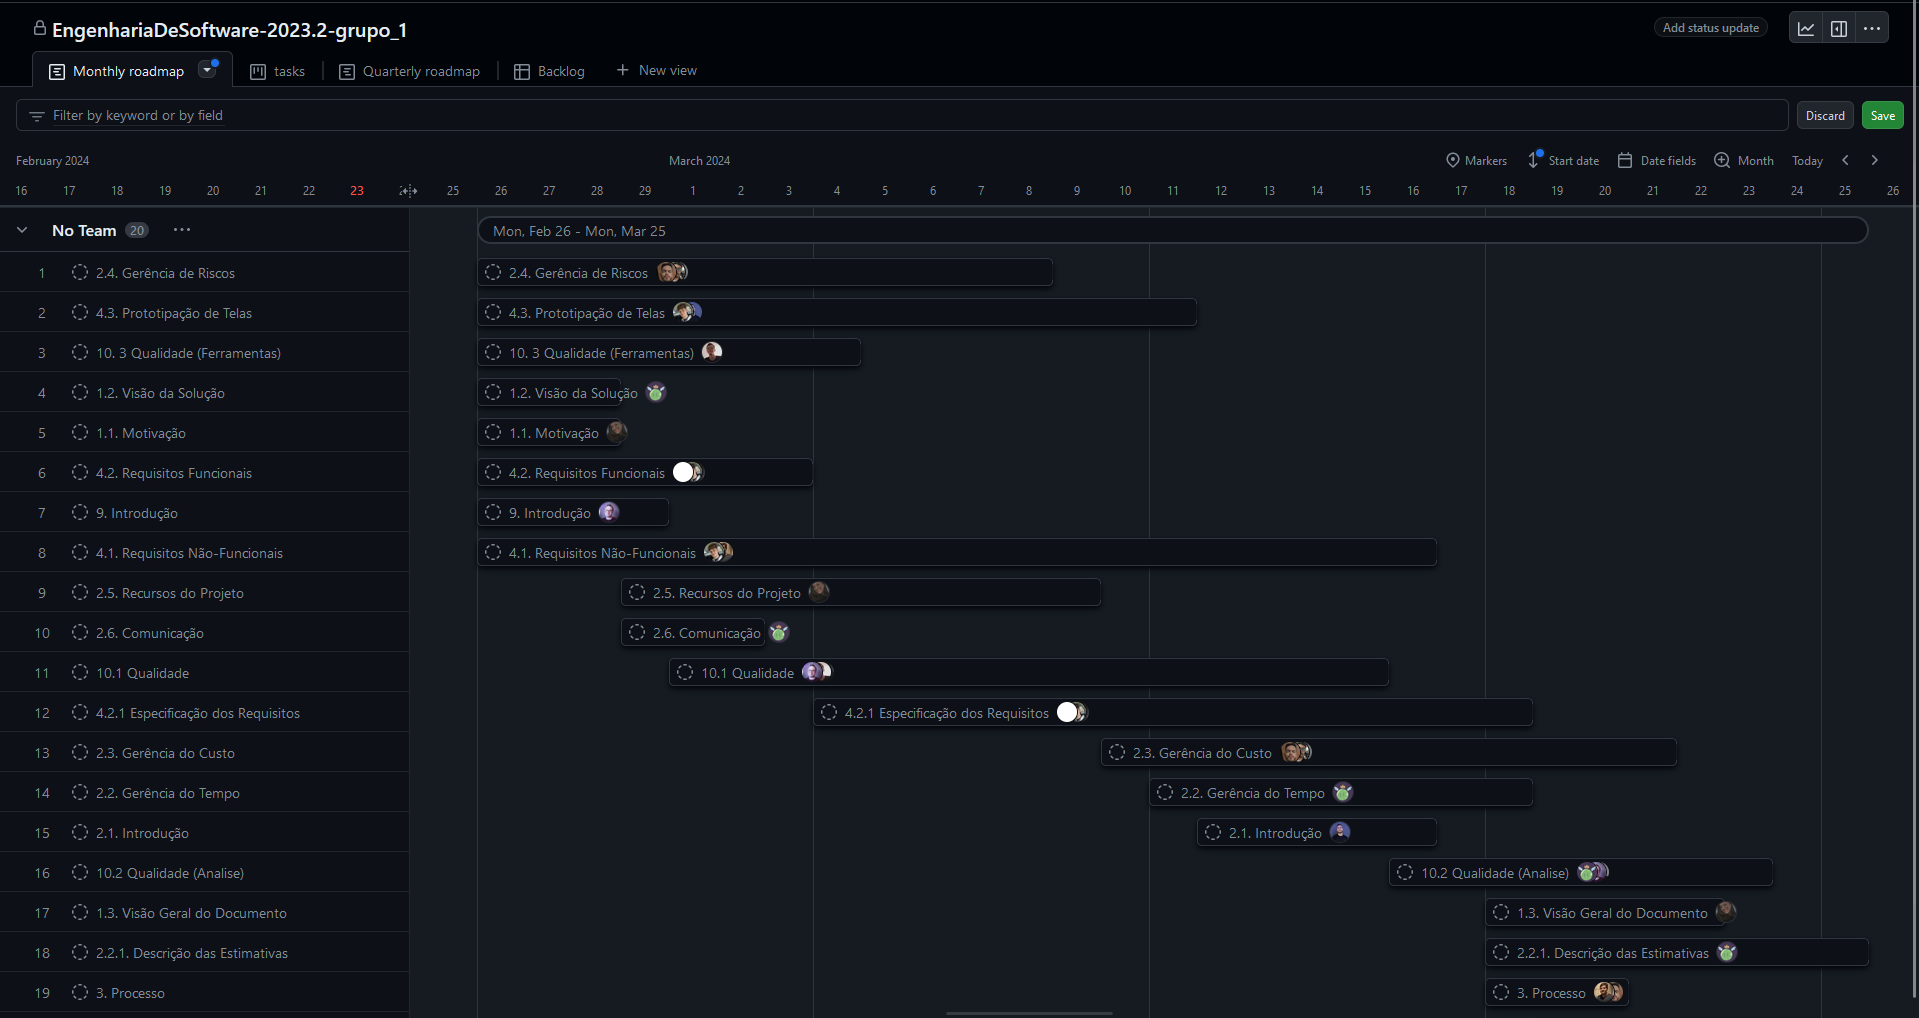 EngenhariaDeSoftware-2023.2-grupo_1
Add status update
Monthly roadmap
tasks
Quarterly roadmap
Backlog
New view
Filter by keyword or by field
Discard
Save
February 2024
March 2024
Markers
Start date
Date fields
Month
Today
16 17 18 19 20 21 22 23 25 26 27 28 29 1 2 3 4 5 6 7 8 9 10 11 12 13 14 15 16 17 18 19 20 21 22 23 24 25 26
No Team 20
Mon, Feb 26 - Mon, Mar 25
1 2.4. Gerência de Riscos
2.4. Gerência de Riscos
2 4.3. Prototipação de Telas
4.3. Prototipação de Telas
3 10. 3 Qualidade (Ferramentas)
10. 3 Qualidade (Ferramentas)
4 1.2. Visão da Solução
1.2. Visão da Solução
5 1.1. Motivação
1.1. Motivação
6 4.2. Requisitos Funcionais
4.2. Requisitos Funcionais
7 9. Introdução
9. Introdução
8 4.1. Requisitos Não-Funcionais
4.1. Requisitos Não-Funcionais
9 2.5. Recursos do Projeto
2.5. Recursos do Projeto
10 2.6. Comunicação
2.6. Comunicação
11 10.1 Qualidade
10.1 Qualidade
12 4.2.1 Especificação dos Requisitos
4.2.1 Especificação dos Requisitos
13 2.3. Gerência do Custo
2.3. Gerência do Custo
14 2.2. Gerência do Tempo
2.2. Gerência do Tempo
15 2.1. Introdução
2.1. Introdução
16 10.2 Qualidade (Analise)
10.2 Qualidade (Analise)
17 1.3. Visão Geral do Documento
1.3. Visão Geral do Documento
18 2.2.1. Descrição das Estimativas
2.2.1. Descrição das Estimativas
19 3. Processo
3. Processo